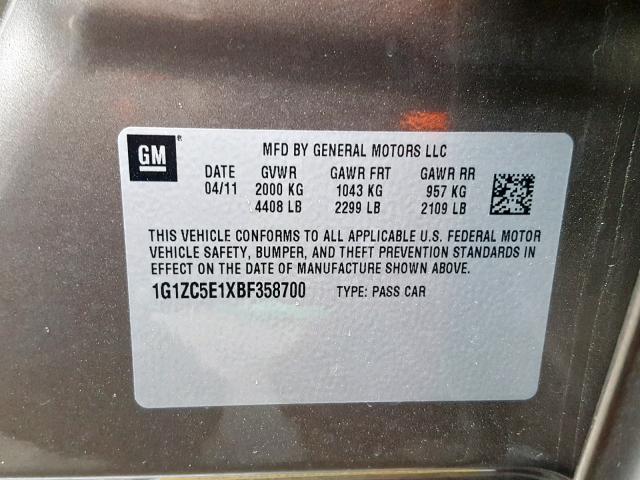 GM®
MFD BY GENERAL MOTORS LLC
DATE GVWR GAWR FRT GAWR RR
04/11 2000 KG 1043 KG 957 KG
4408 LB 2299 LB 2109 LB
THIS VEHICLE CONFORMS TO ALL APPLICABLE U.S. FEDERAL MOTOR
VEHICLE SAFETY, BUMPER, AND THEFT PREVENTION STANDARDS IN
EFFECT ON THE DATE OF MANUFACTURE SHOWN ABOVE.
1G1ZC5E1XBF358700 TYPE: PASS CAR